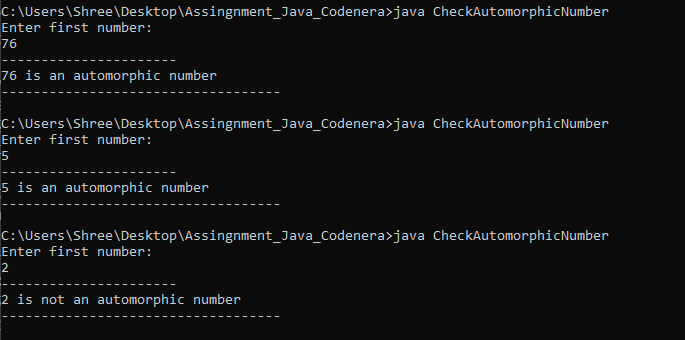 C:\Users\Shree\Desktop\Assingnment_Java_Codenera>java CheckAutomorphicNumber
Enter first number:
76
----------------------
76 is an automorphic number
-----------------------------------
C:\Users\Shree\Desktop\Assingnment_Java_Codenera>java CheckAutomorphicNumber
Enter first number:
5
----------------------
5 is an automorphic number
-----------------------------------
C:\Users\Shree\Desktop\Assingnment_Java_Codenera>java CheckAutomorphicNumber
Enter first number:
2
----------------------
2 is not an automorphic number
-----------------------------------